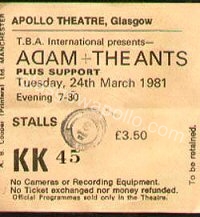 APOLLO THEATRE, Glasgow
T.B.A. International presents—
ADAM + THE ANTS
PLUS SUPPORT
Tuesday, 24th March 1981
Evening 7-30
STALLS
£3.50
KK 45
No Cameras or Recording Equipment.
No Ticket exchanged nor money refunded.
Official Programmes sold only in the Theatre.
To be retained.